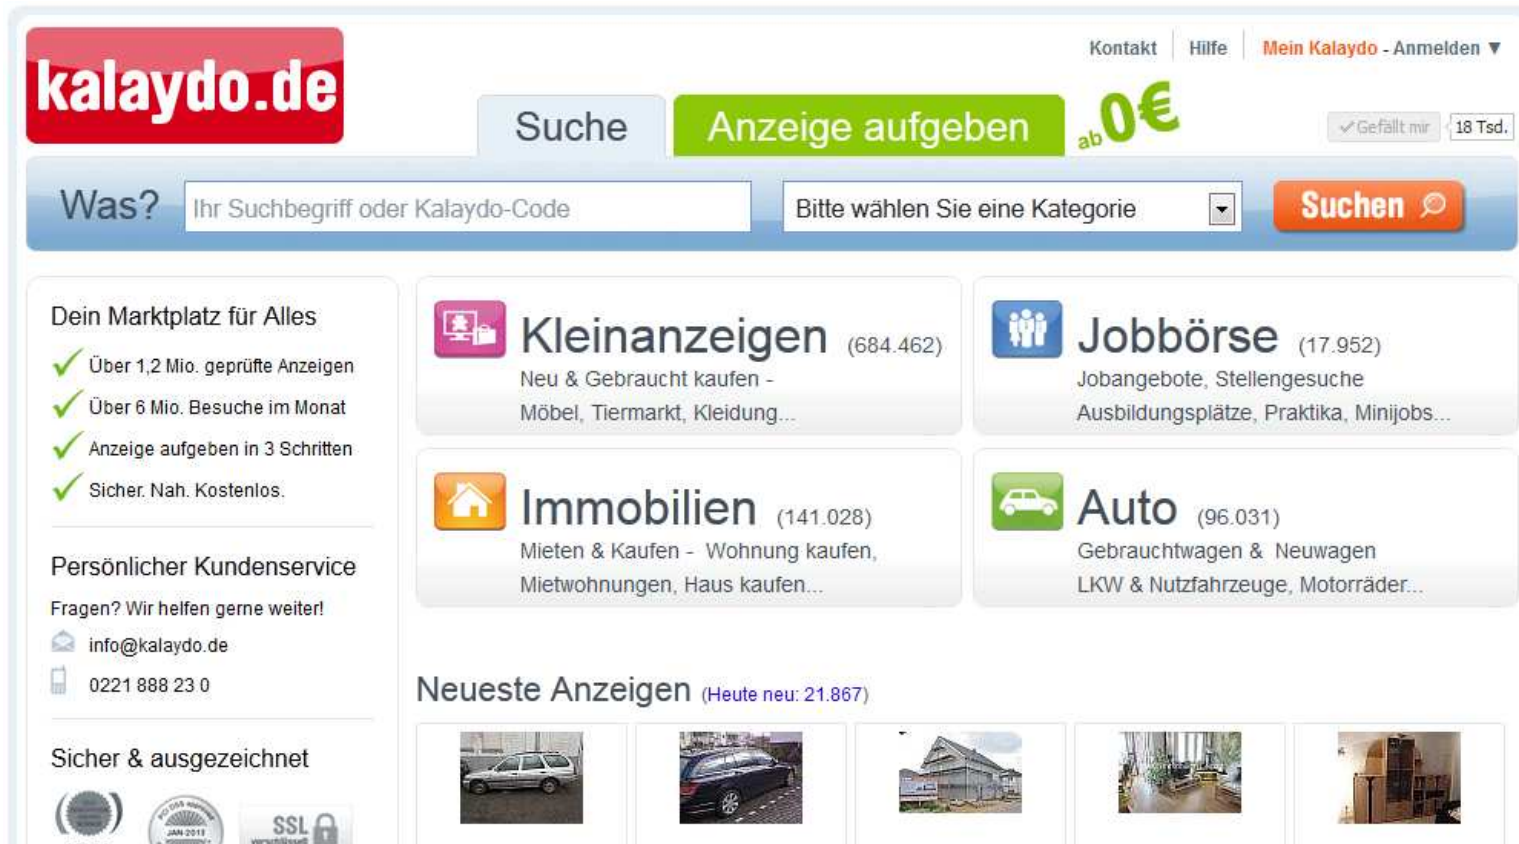 kalaydo.de
Kontakt
Hilfe
Mein Kalaydo - Anmelden ▼
Suche
Anzeige aufgeben
ab 0€
Gefällt mir
18 Tsd.
Was?
Ihr Suchbegriff oder Kalaydo-Code
Bitte wählen Sie eine Kategorie
Suchen
Dein Marktplatz für Alles
Über 1,2 Mio. geprüfte Anzeigen
Über 6 Mio. Besuche im Monat
Anzeige aufgeben in 3 Schritten
Sicher. Nah. Kostenlos.
Persönlicher Kundenservice
Fragen? Wir helfen gerne weiter!
info@kalaydo.de
0221 888 23 0
Sicher & ausgezeichnet
JAN-2013
SSL
verschlüsselt
Kleinanzeigen (684.462)
Neu & Gebraucht kaufen -
Möbel, Tiermarkt, Kleidung...
Jobbörse (17.952)
Jobangebote, Stellengesuche
Ausbildungsplätze, Praktika, Minijobs...
Immobilien (141.028)
Mieten & Kaufen - Wohnung kaufen,
Mietwohnungen, Haus kaufen...
Auto (96.031)
Gebrauchtwagen & Neuwagen
LKW & Nutzfahrzeuge, Motorräder...
Neueste Anzeigen (Heute neu: 21.867)